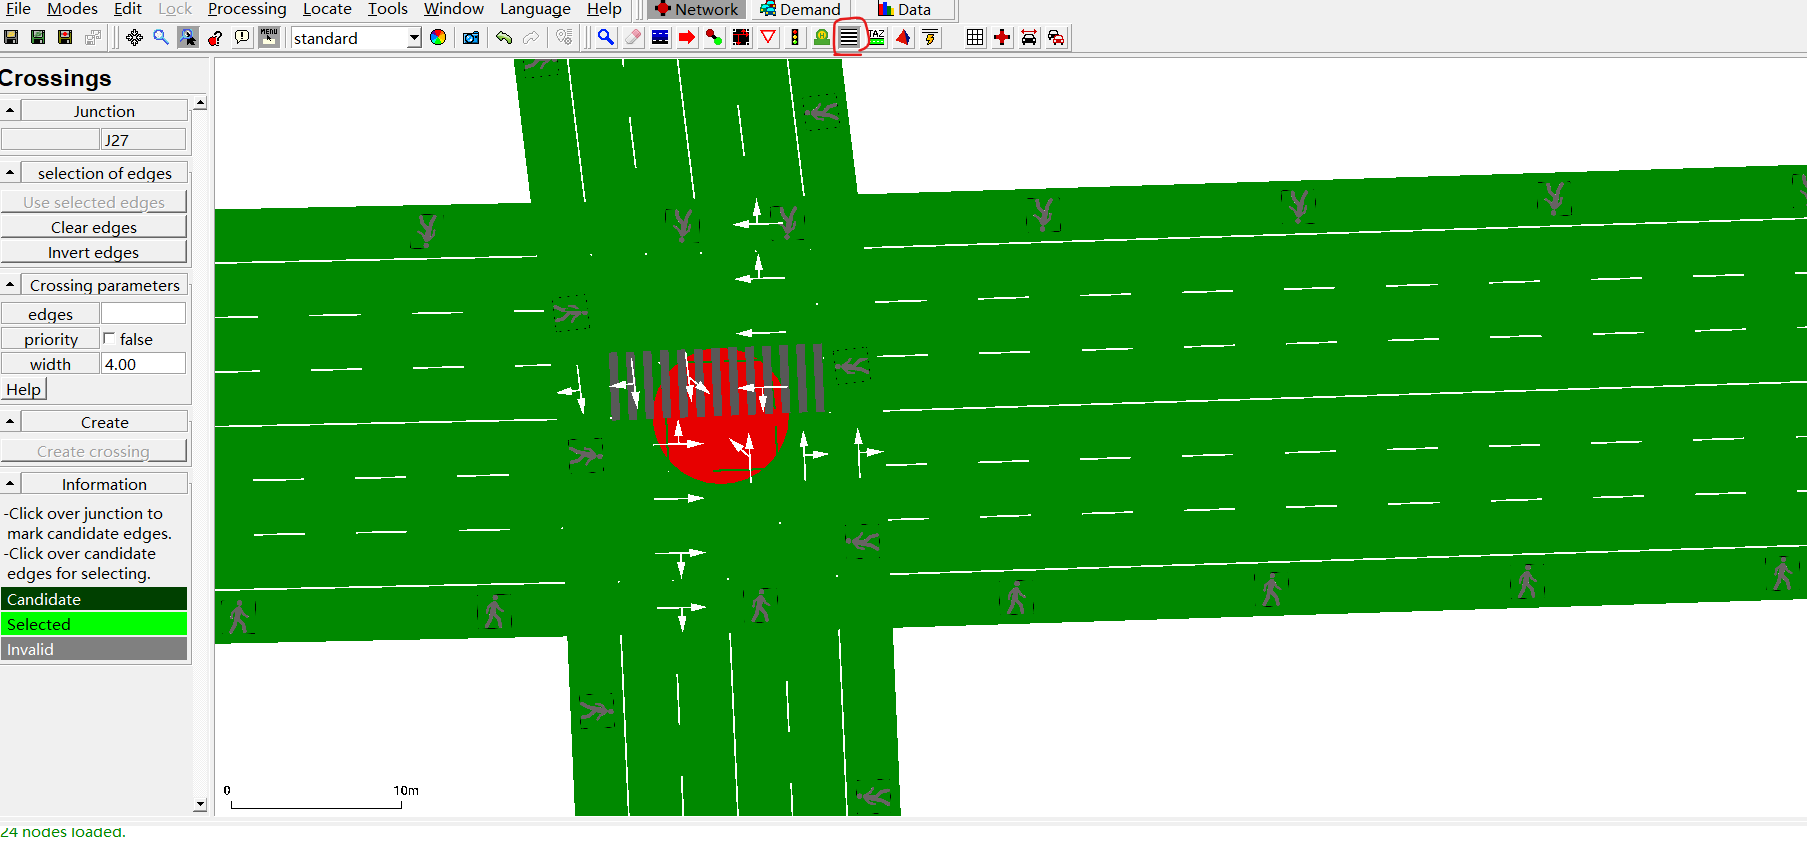 File Modes Edit Lock Processing Locate Tools Window Language Help Network Demand Data
MENU standard H TAZ
Crossings
Junction
J27
selection of edges
Use selected edges
Clear edges
Invert edges
Crossing parameters
edges
priority false
width 4.00
Help
Create
Create crossing
Information
-Click over junction to
mark candidate edges.
-Click over candidate
edges for selecting.
Candidate
Selected
Invalid
0 10m
24 nodes loaded.